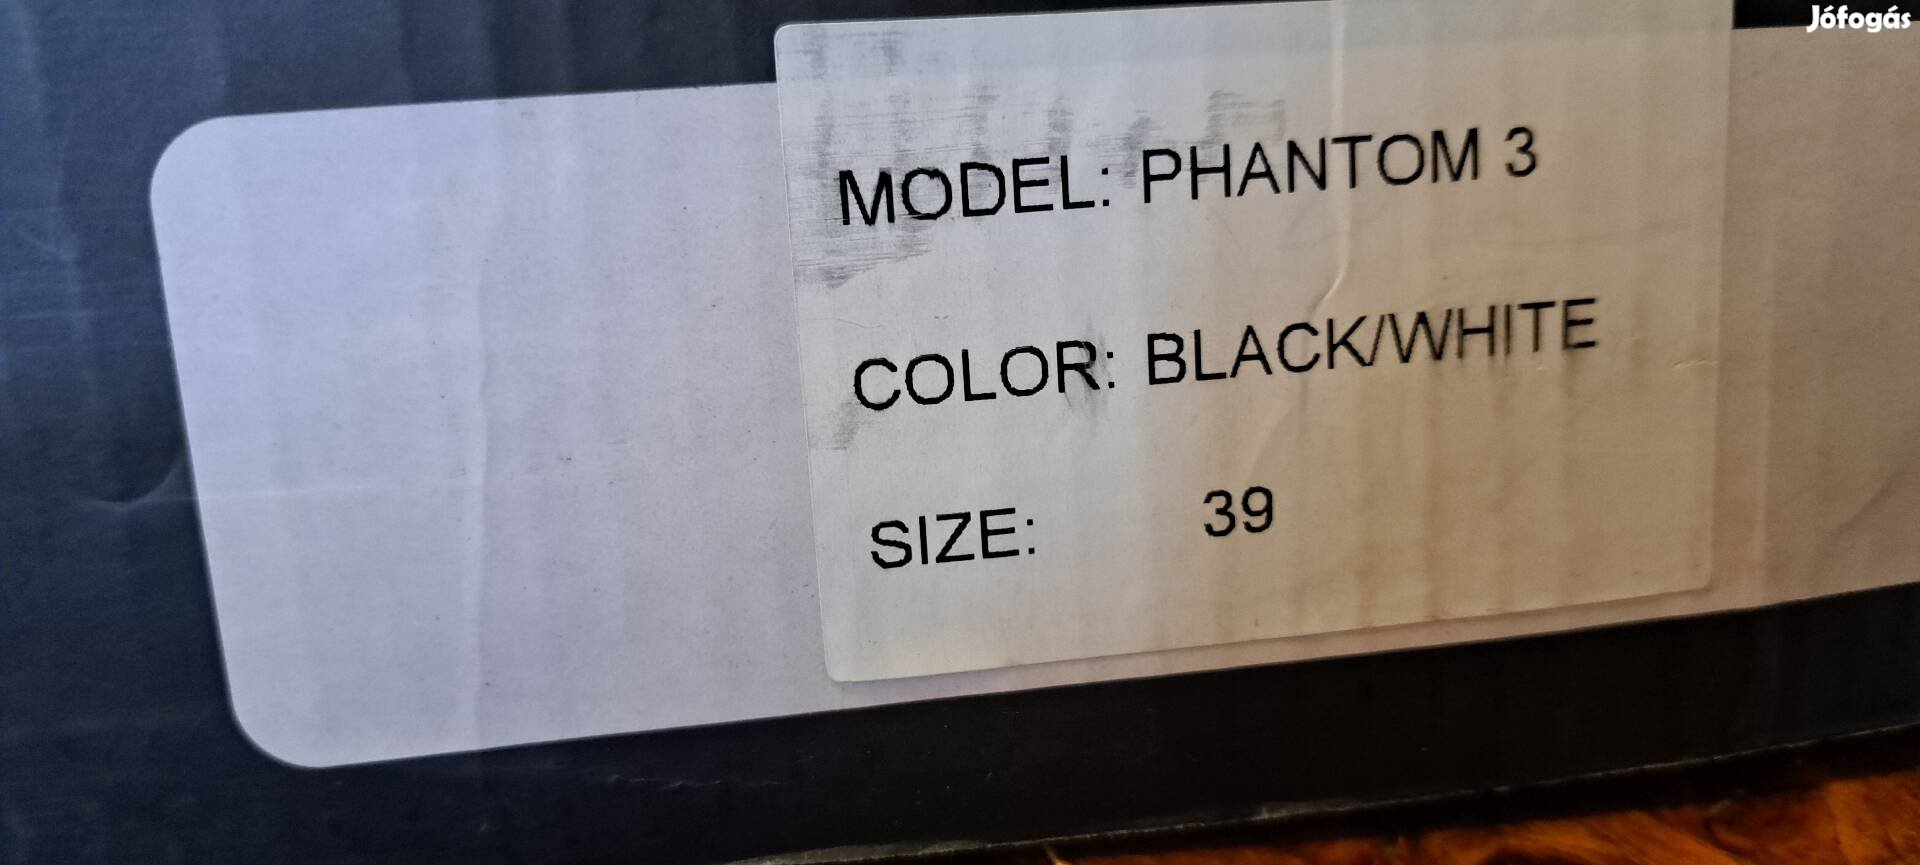 Jófogás
MODEL: PHANTOM 3
COLOR: BLACK/WHITE
SIZE: 39